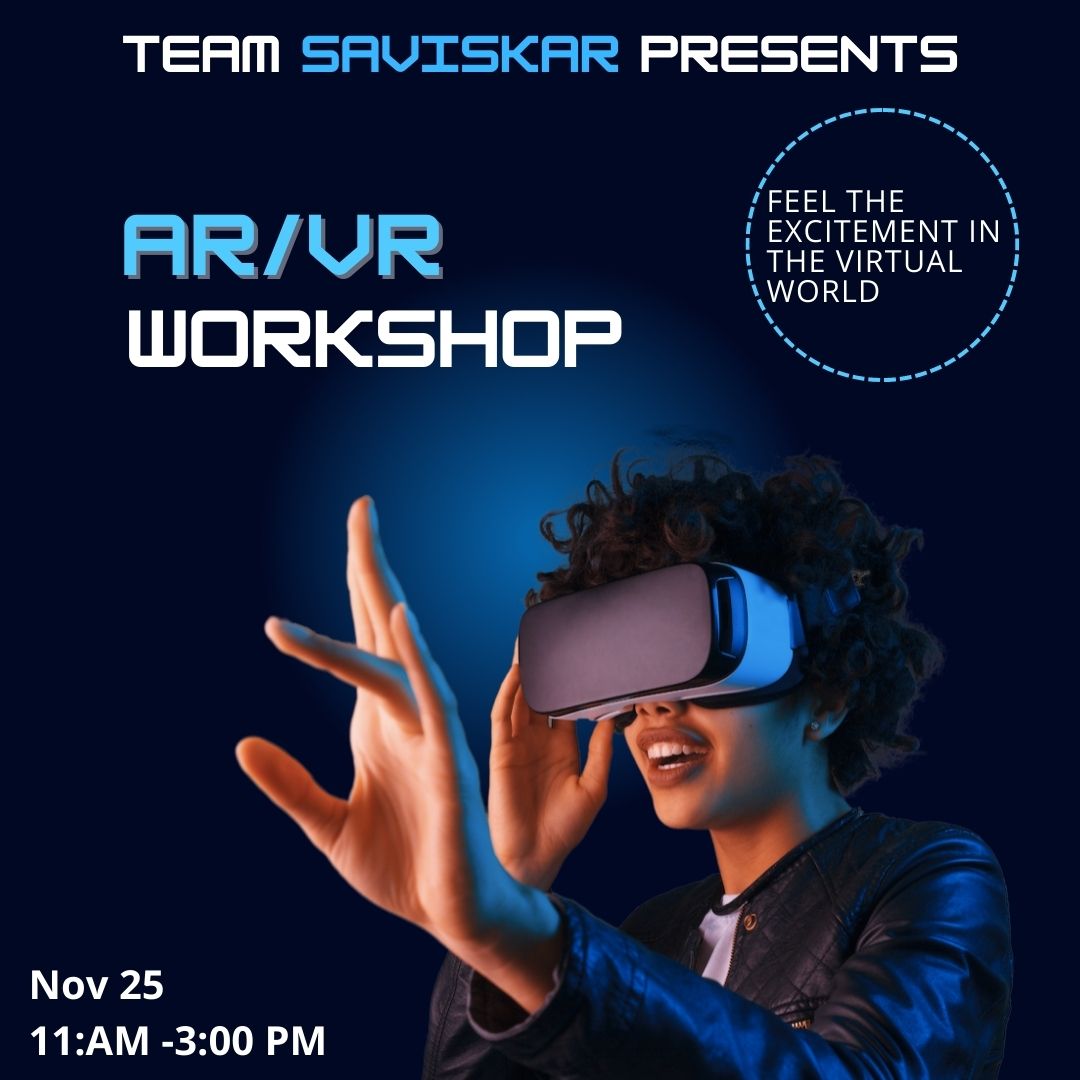 TEAM SAVISKAR PRESENTS
FEEL THE
EXCITEMENT IN
THE VIRTUAL
WORLD
AR/VR
WORKSHOP
Nov 25
11:AM -3:00 PM